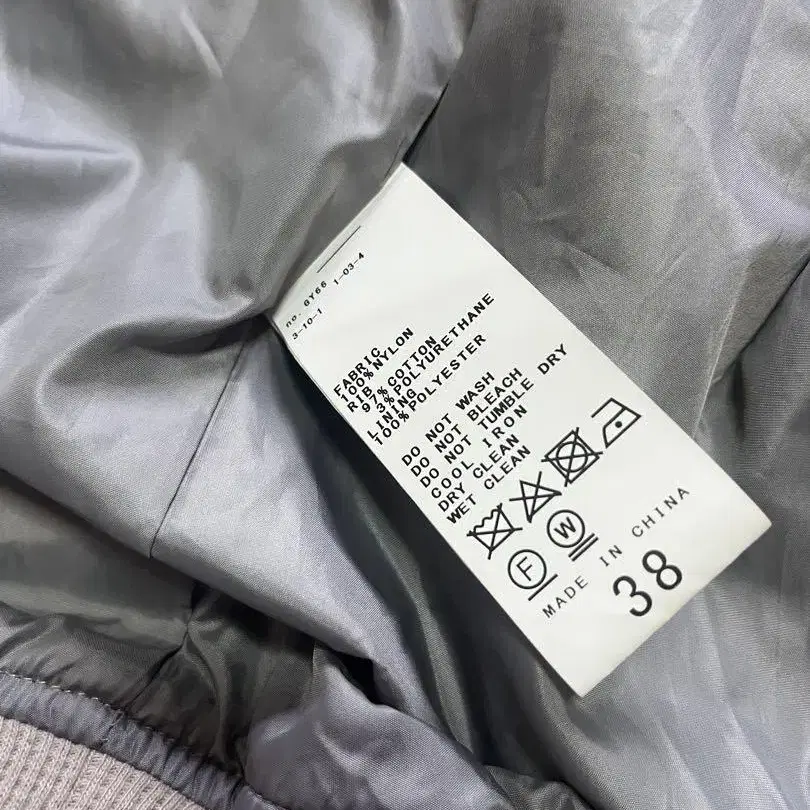 no. GY66
3-10-1  1-03-4
FABRIC
100% NYLON
RIB
97% COTTON
3% POLYURETHANE
LINING
100% POLYESTER
DO NOT WASH
DO NOT BLEACH
DO NOT TUMBLE DRY
COOL IRON
DRY CLEAN
WET CLEAN
F W
MADE IN CHINA
38